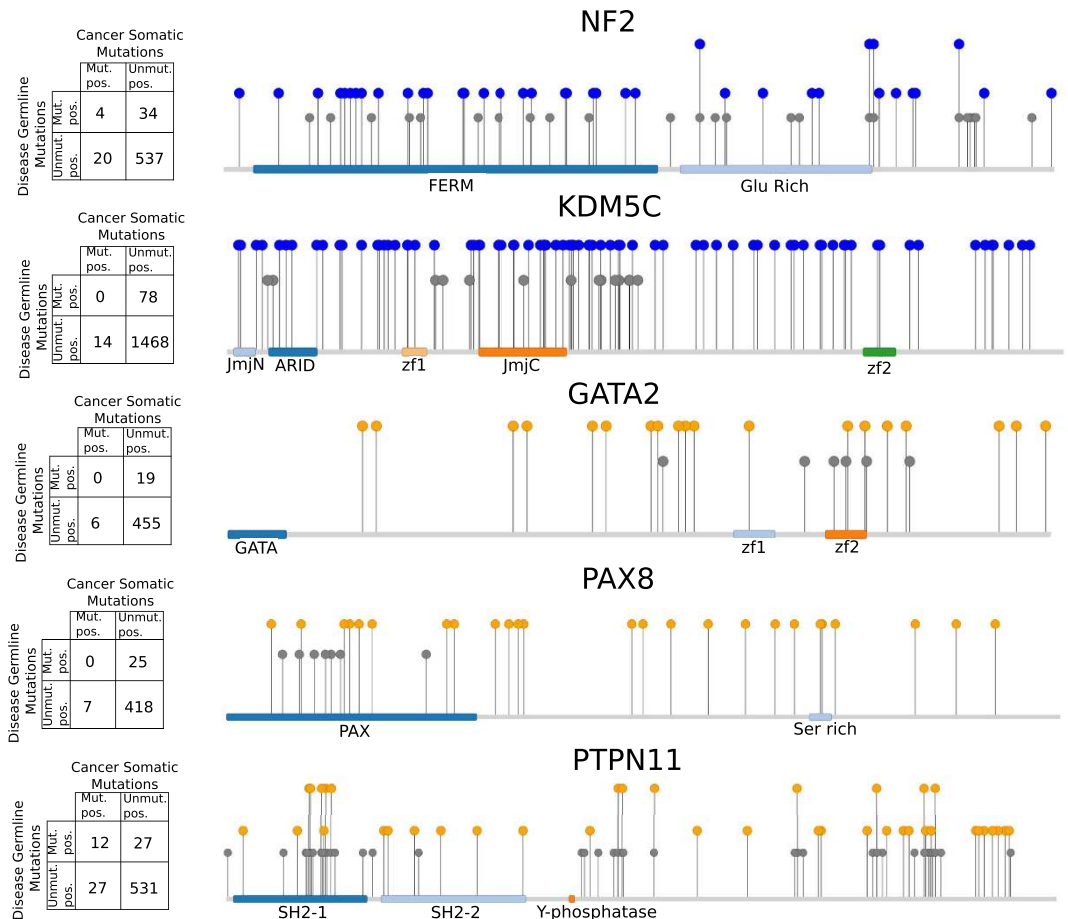 NF2
Cancer Somatic
Mutations
Mut. pos.
Unmut. pos.
Disease Germline
Mutations
Mut. pos.
4 34
Unmut. pos.
20 537
FERM Glu Rich
KDM5C
Cancer Somatic
Mutations
Mut. pos.
Unmut. pos.
Disease Germline
Mutations
Mut. pos.
0 78
Unmut. pos.
14 1468
JmjN ARID zf1 JmjC zf2
GATA2
Cancer Somatic
Mutations
Mut. pos.
Unmut. pos.
Disease Germline
Mutations
Mut. pos.
0 19
Unmut. pos.
6 455
GATA zf1 zf2
PAX8
Cancer Somatic
Mutations
Mut. pos.
Unmut. pos.
Disease Germline
Mutations
Mut. pos.
0 25
Unmut. pos.
7 418
PAX Ser rich
PTPN11
Cancer Somatic
Mutations
Mut. pos.
Unmut. pos.
Disease Germline
Mutations
Mut. pos.
12 27
Unmut. pos.
27 531
SH2-1 SH2-2 Y-phosphatase